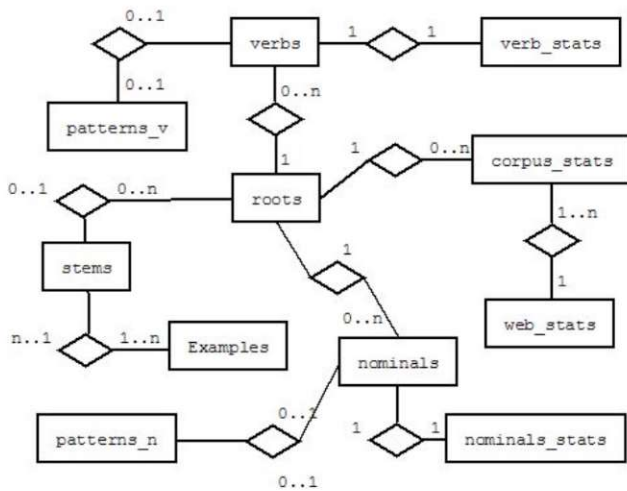 0..1
verbs
1
1
verb_stats
0..1
patterns_v
0..n
1
0..n
corpus_stats
1
0..1
0..n
roots
1..n
stems
1
1
web_stats
n..1
1..n
Examples
0..n
nominals
patterns_n
0..1
0..1
1
1
nominals_stats